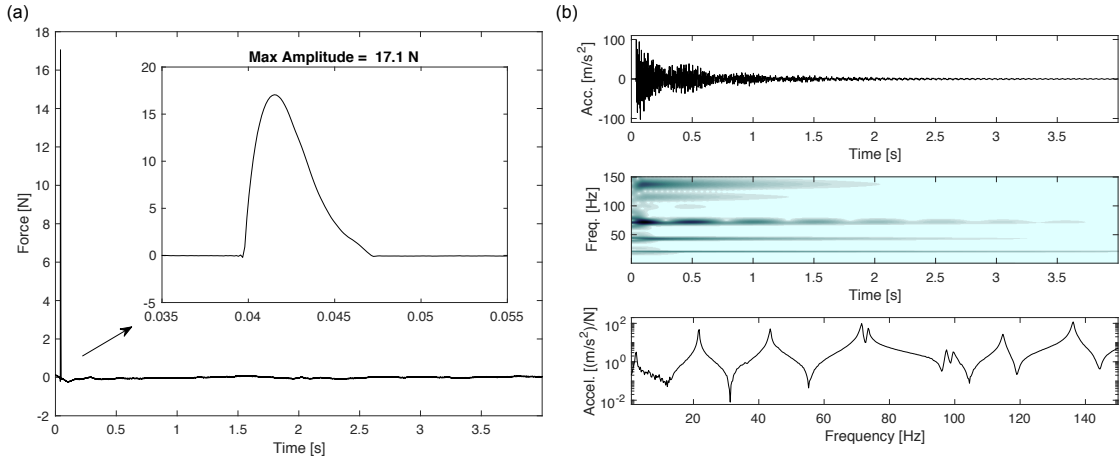 (a)
18
16
14
12
10
8
6
4
2
0
-2
Force [N]
0 0.5 1 1.5 2 2.5 3 3.5
Time [s]
Max Amplitude = 17.1 N
20
15
10
5
0
-5
0.035 0.04 0.045 0.05 0.055
(b)
100
0
-100
Acc. [m/s²]
0 0.5 1 1.5 2 2.5 3 3.5
Time [s]
150
100
50
Freq. [Hz]
0 0.5 1 1.5 2 2.5 3 3.5
Time [s]
10²
10⁰
10⁻²
Accel. [(m/s²)/N]
20 40 60 80 100 120 140
Frequency [Hz]